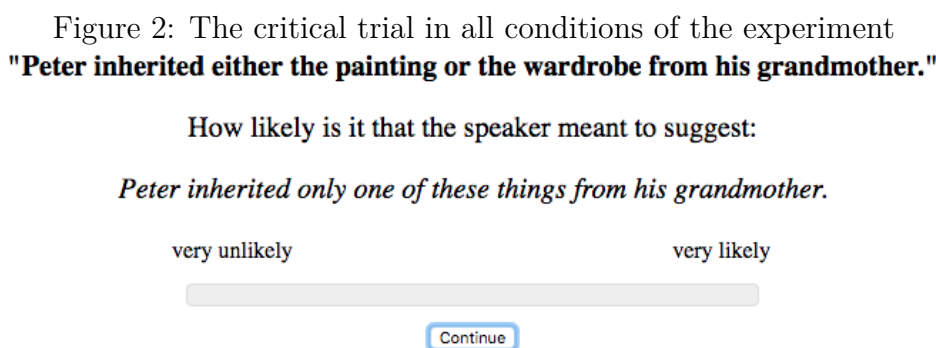 Figure 2: The critical trial in all conditions of the experiment
"Peter inherited either the painting or the wardrobe from his grandmother."
How likely is it that the speaker meant to suggest:
Peter inherited only one of these things from his grandmother.
very unlikely very likely
Continue